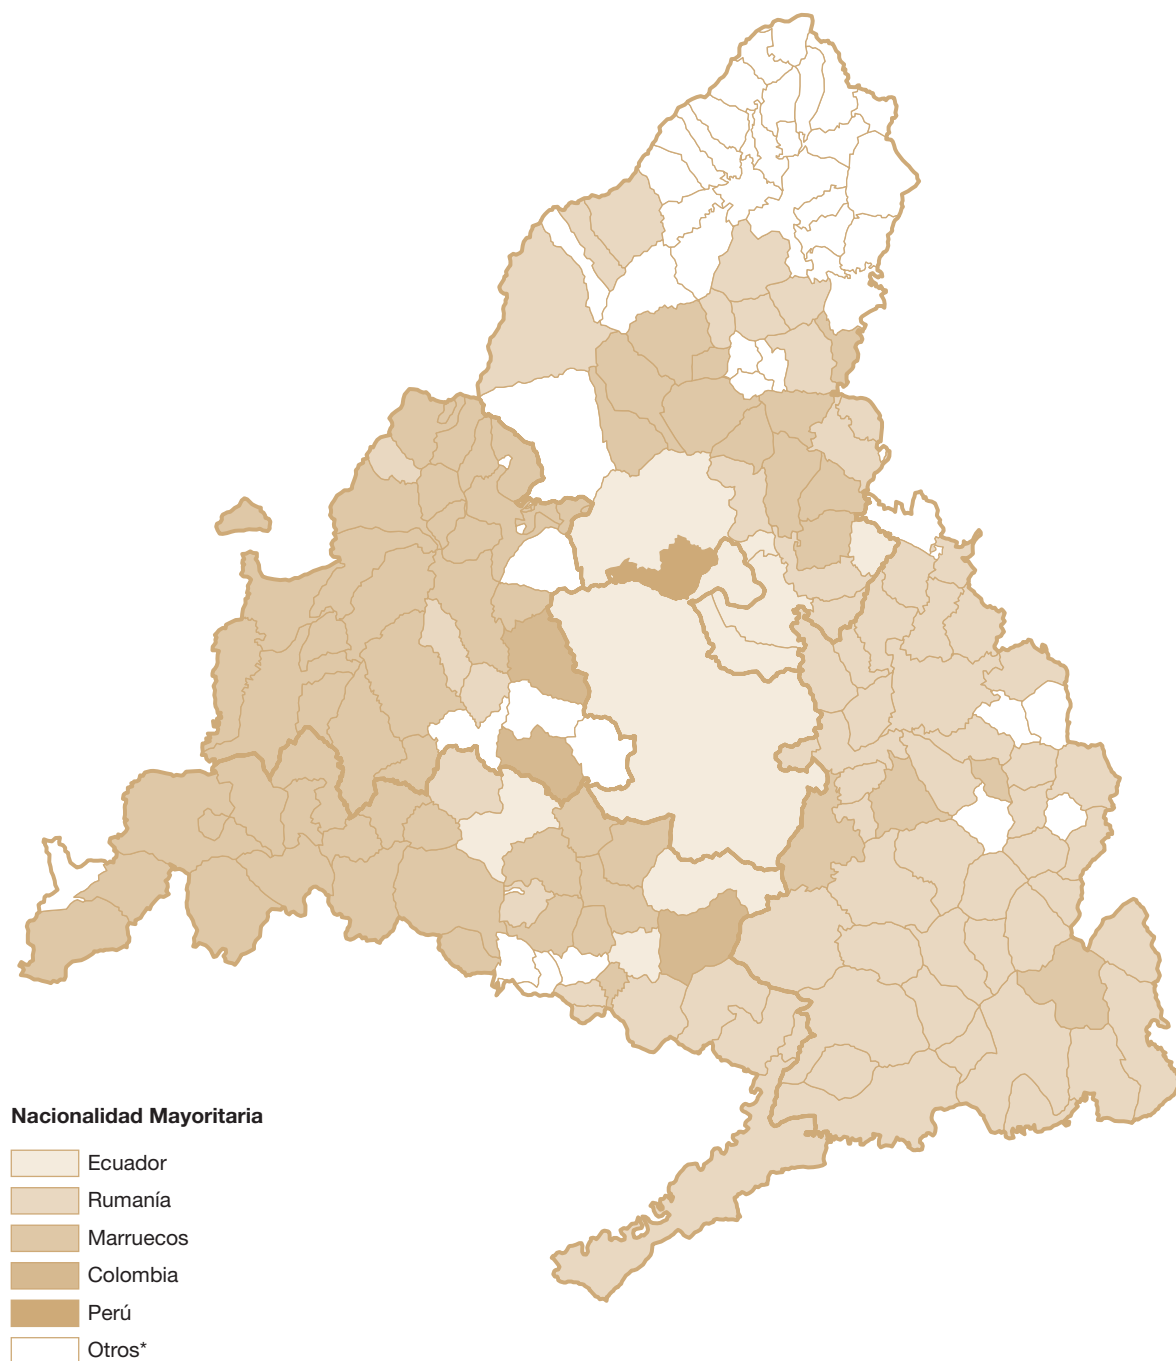 Nacionalidad Mayoritaria
Ecuador
Rumanía
Marruecos
Colombia
Perú
Otros*